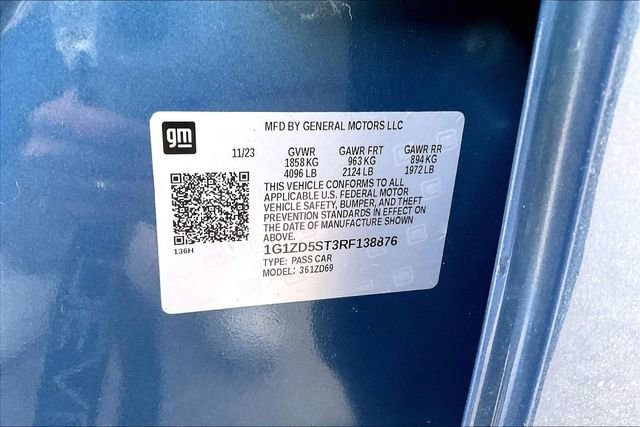 gm
MFD BY GENERAL MOTORS LLC
11/23 GVWR GAWR FRT GAWR RR
1858 KG 963 KG 894 KG
4096 LB 2124 LB 1972 LB
THIS VEHICLE CONFORMS TO ALL
APPLICABLE U.S. FEDERAL MOTOR
VEHICLE SAFETY, BUMPER, AND THEFT
PREVENTION STANDARDS IN EFFECT ON
THE DATE OF MANUFACTURE SHOWN
ABOVE.
136H
1G1ZD5ST3RF138876
TYPE: PASS CAR
MODEL: 361ZD69